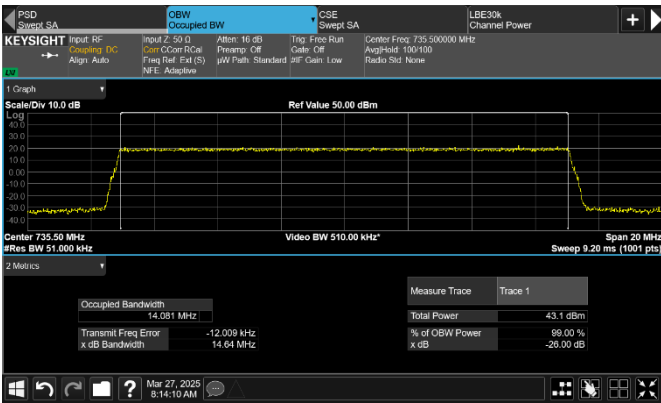 PSD
Swept SA
OBW
Occupied BW
CSE
Swept SA
LBE30k
Channel Power
KEYSIGHT
Input: RF
Coupling: DC
Align: Auto
Input Z: 50 Ω
Corr CCorr RCal
Freq Ref: Ext (S)
NFE: Adaptive
Atten: 16 dB
Preamp: Off
µW Path: Standard
Trig: Free Run
Gate: Off
#IF Gain: Low
Center Freq: 735.500000 MHz
Avg|Hold: 100/100
Radio Std: None
LXI
1 Graph
Scale/Div 10.0 dB
Ref Value 50.00 dBm
Log
40.0
30.0
20.0
10.0
0.00
-10.0
-20.0
-30.0
-40.0
Center 735.50 MHz
Video BW 510.00 kHz*
Span 20 MHz
#Res BW 51.000 kHz
Sweep 9.20 ms (1001 pts)
2 Metrics
Measure Trace
Trace 1
Occupied Bandwidth
14.081 MHz
Total Power
43.1 dBm
Transmit Freq Error
-12.009 kHz
% of OBW Power
99.00 %
x dB Bandwidth
14.64 MHz
x dB
-26.00 dB
?
Mar 27, 2025
8:14:10 AM